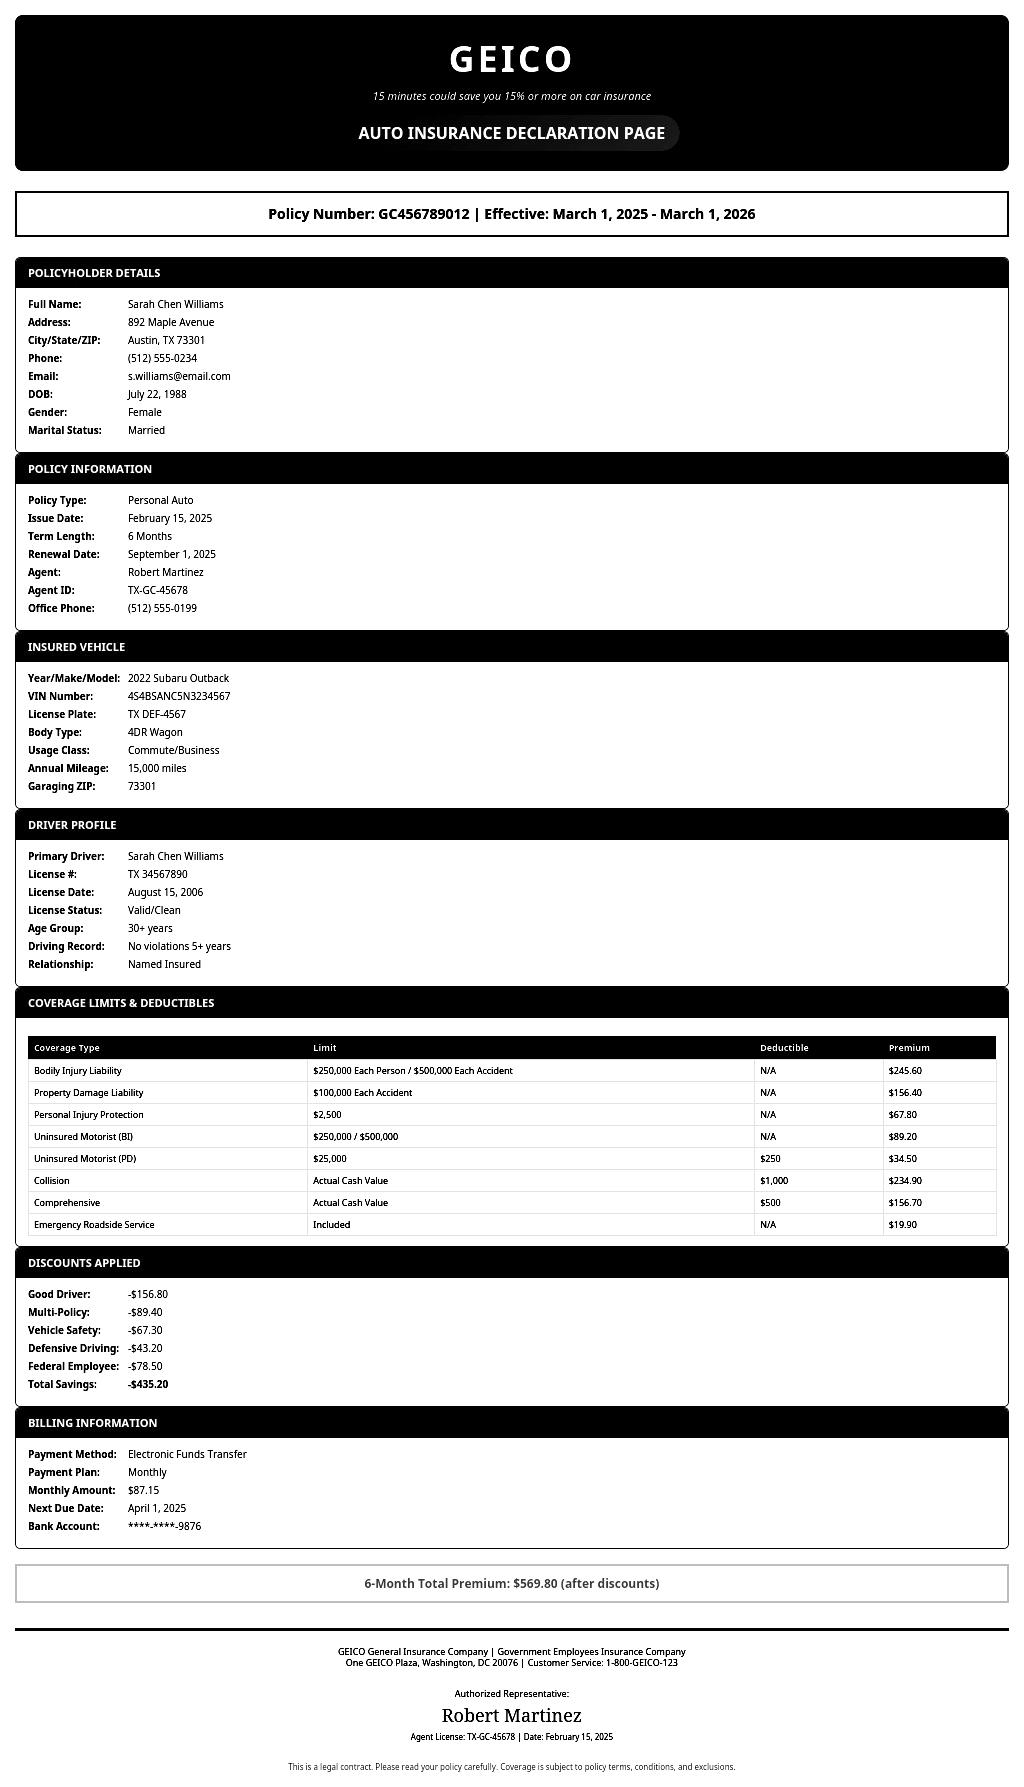 GEICO
15 minutes could save you 15% or more on car insurance
AUTO INSURANCE DECLARATION PAGE
Policy Number: GC456789012 | Effective: March 1, 2025 - March 1, 2026
POLICYHOLDER DETAILS
Full Name: Sarah Chen Williams
Address: 892 Maple Avenue
City/State/ZIP: Austin, TX 73301
Phone: (512) 555-0234
Email: s.williams@email.com
DOB: July 22, 1988
Gender: Female
Marital Status: Married
POLICY INFORMATION
Policy Type: Personal Auto
Issue Date: February 15, 2025
Term Length: 6 Months
Renewal Date: September 1, 2025
Agent: Robert Martinez
Agent ID: TX-GC-45678
Office Phone: (512) 555-0199
INSURED VEHICLE
Year/Make/Model: 2022 Subaru Outback
VIN Number: 4S4BSANC5N3234567
License Plate: TX DEF-4567
Body Type: 4DR Wagon
Usage Class: Commute/Business
Annual Mileage: 15,000 miles
Garaging ZIP: 73301
DRIVER PROFILE
Primary Driver: Sarah Chen Williams
License #: TX 34567890
License Date: August 15, 2006
License Status: Valid/Clean
Age Group: 30+ years
Driving Record: No violations 5+ years
Relationship: Named Insured
COVERAGE LIMITS & DEDUCTIBLES
Coverage Type Limit Deductible Premium
Bodily Injury Liability $250,000 Each Person / $500,000 Each Accident N/A $245.60
Property Damage Liability $100,000 Each Accident N/A $156.40
Personal Injury Protection $2,500 N/A $67.80
Uninsured Motorist (BI) $250,000 / $500,000 N/A $89.20
Uninsured Motorist (PD) $25,000 $250 $34.50
Collision Actual Cash Value $1,000 $234.90
Comprehensive Actual Cash Value $500 $156.70
Emergency Roadside Service Included N/A $19.90
DISCOUNTS APPLIED
Good Driver: -$156.80
Multi-Policy: -$89.40
Vehicle Safety: -$67.30
Defensive Driving: -$43.20
Federal Employee: -$78.50
Total Savings: -$435.20
BILLING INFORMATION
Payment Method: Electronic Funds Transfer
Payment Plan: Monthly
Monthly Amount: $87.15
Next Due Date: April 1, 2025
Bank Account: ****-****-9876
6-Month Total Premium: $569.80 (after discounts)
GEICO General Insurance Company | Government Employees Insurance Company
One GEICO Plaza, Washington, DC 20076 | Customer Service: 1-800-GEICO-123
Authorized Representative:
Robert Martinez
Agent License: TX-GC-45678 | Date: February 15, 2025
This is a legal contract. Please read your policy carefully. Coverage is subject to policy terms, conditions, and exclusions.